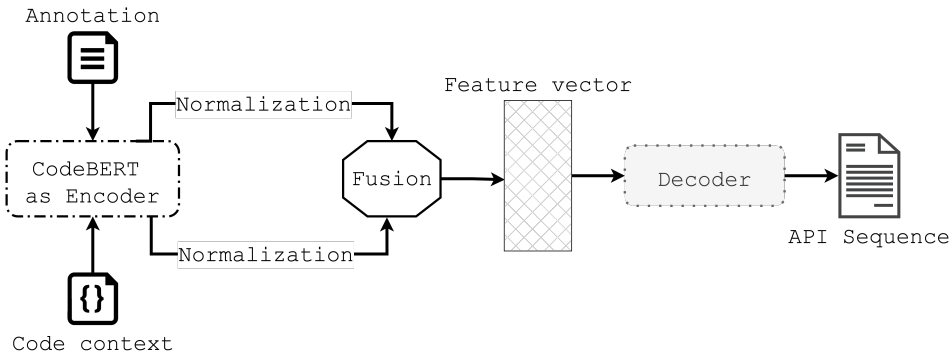 Annotation
Normalization
Feature vector
CodeBERT
as Encoder
Fusion
Decoder
API Sequence
Normalization
{}
Code context